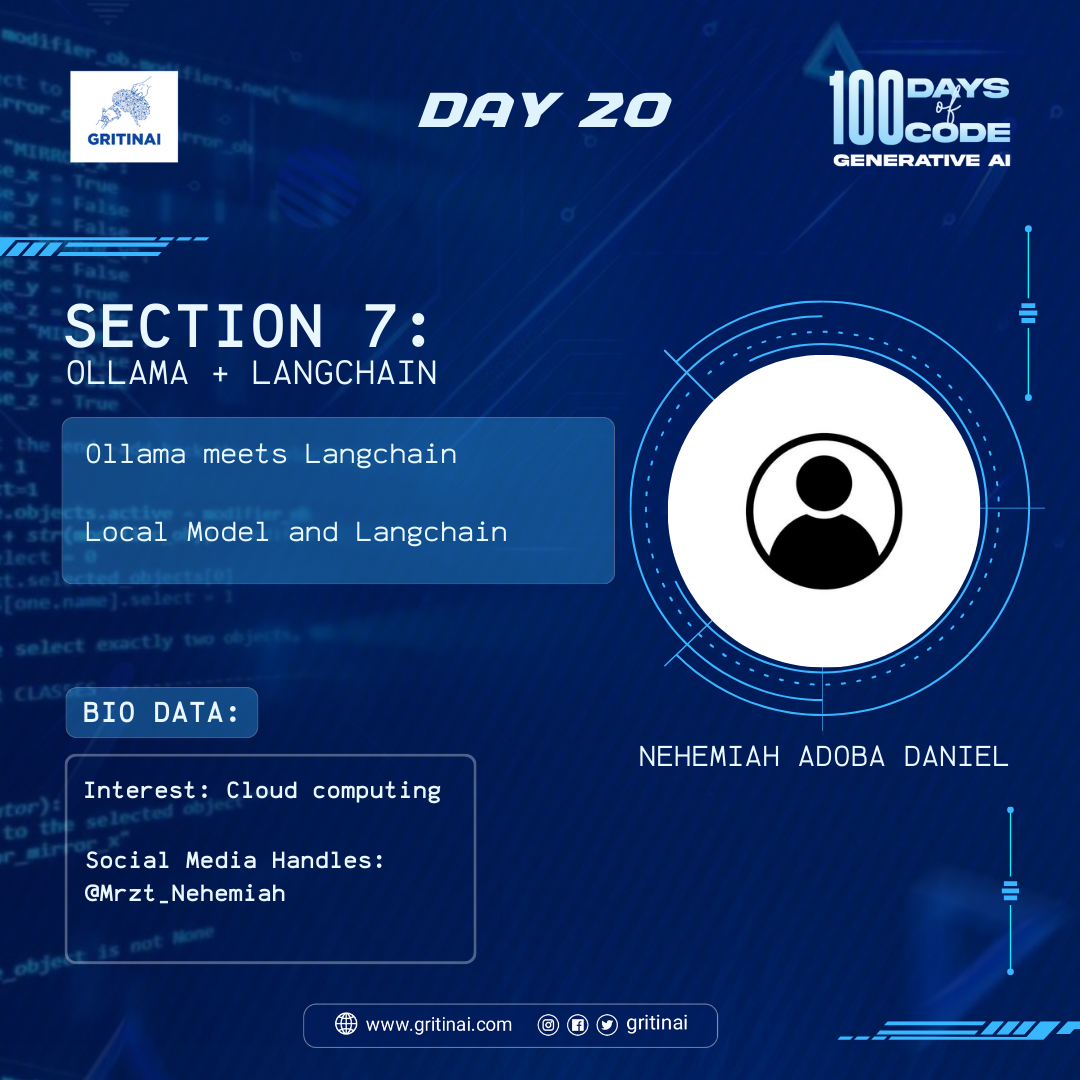 GRITINAI
DAY 20
100 DAYS
of
CODE
GENERATIVE AI
SECTION 7:
OLLAMA + LANGCHAIN
Ollama meets Langchain
Local Model and Langchain
BIO DATA:
Interest: Cloud computing
Social Media Handles:
@Mrzt_Nehemiah
NEHEMIAH ADOBA DANIEL
www.gritinai.com
gritinai